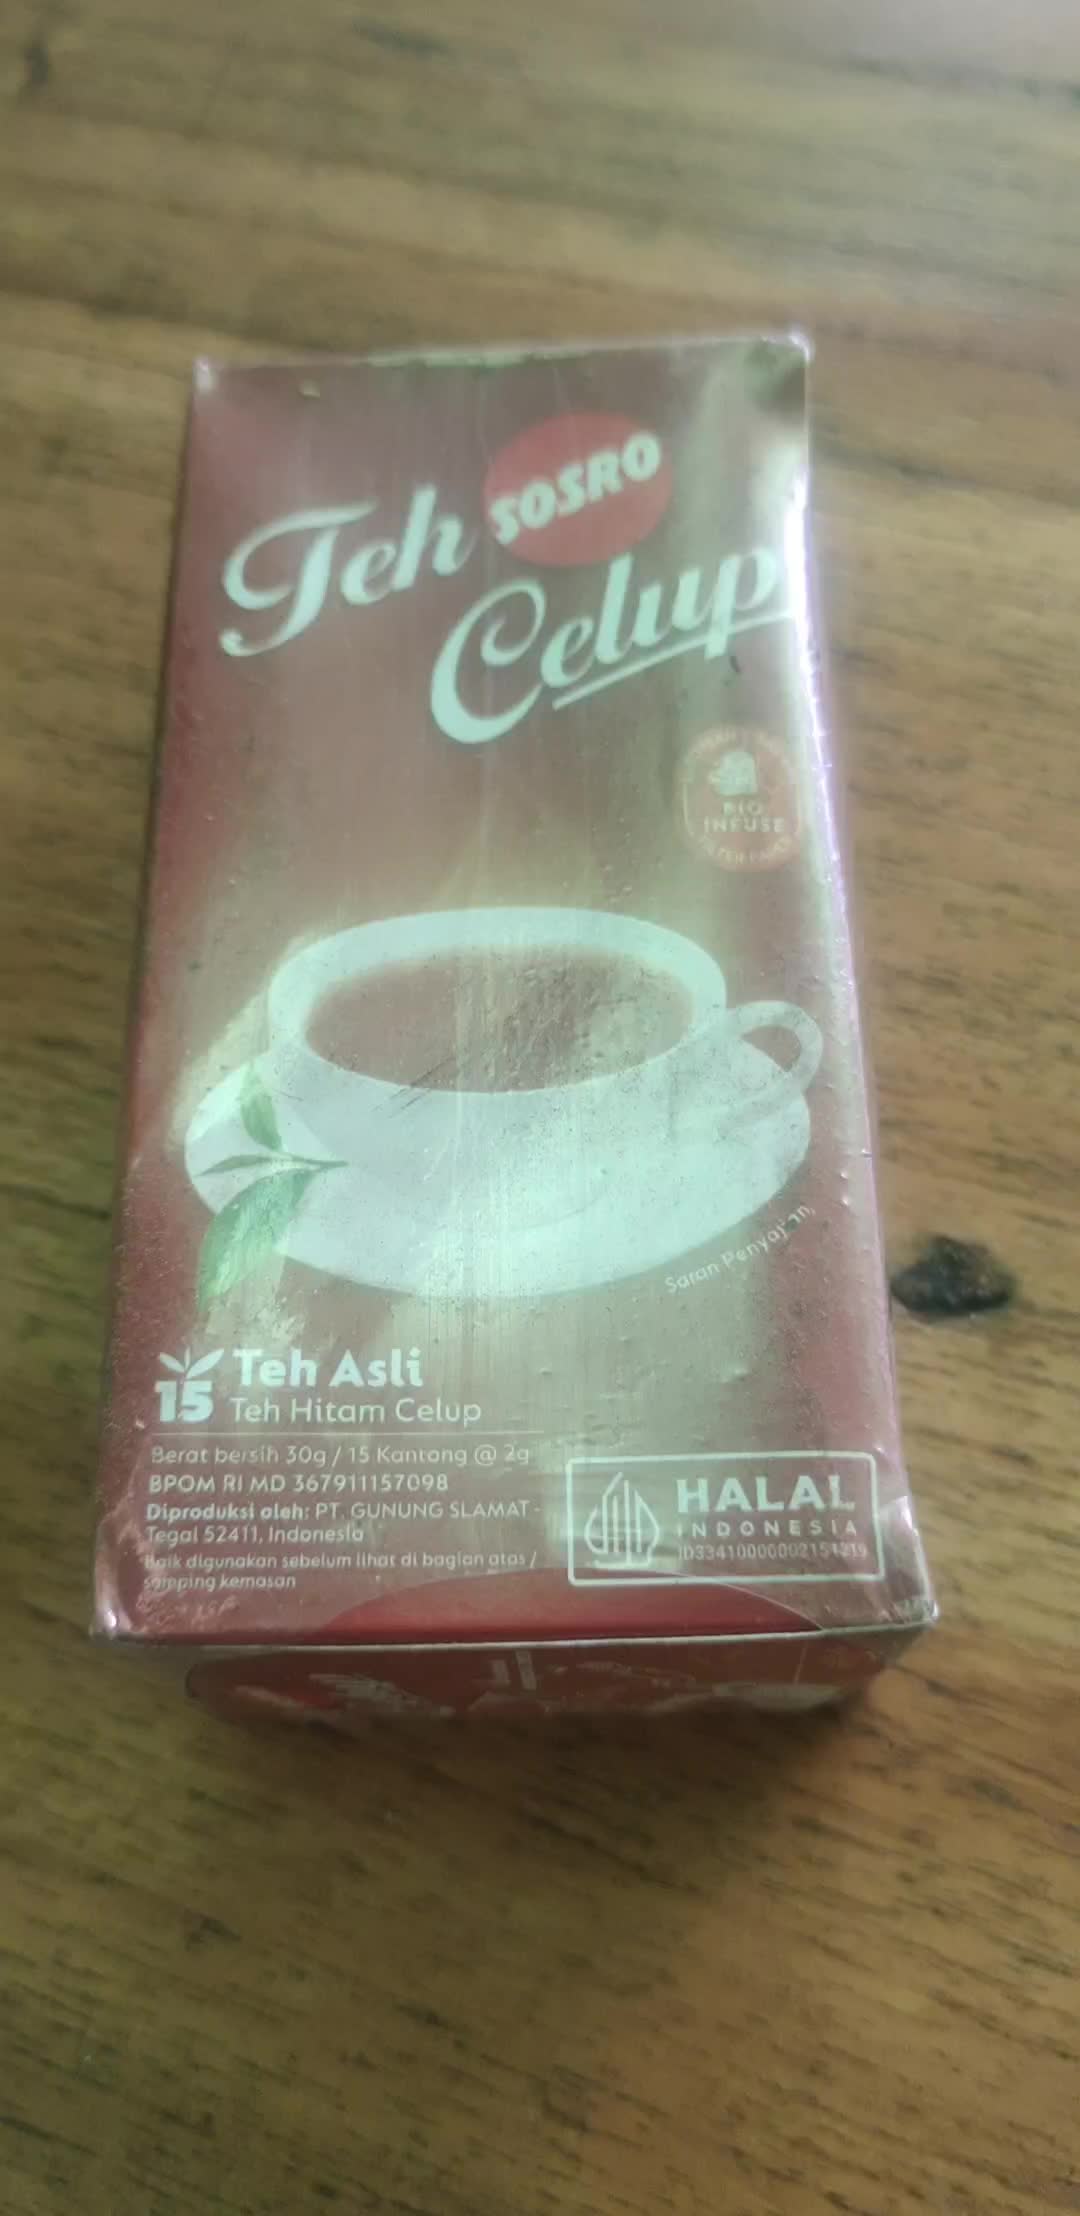 Teh SOSRO
Celup
BIO
INFUSE
Saran Penyajian
15 Teh Asli
Teh Hitam Celup
Berat bersih 30g / 15 Kantong @ 2g
BPOM RI MD 367911157098
Diproduksi oleh: PT. GUNUNG SLAMAT -
Tegal 52411, Indonesia
Baik digunakan sebelum lihat di bagian atas /
samping kemasan
HALAL
INDONESIA